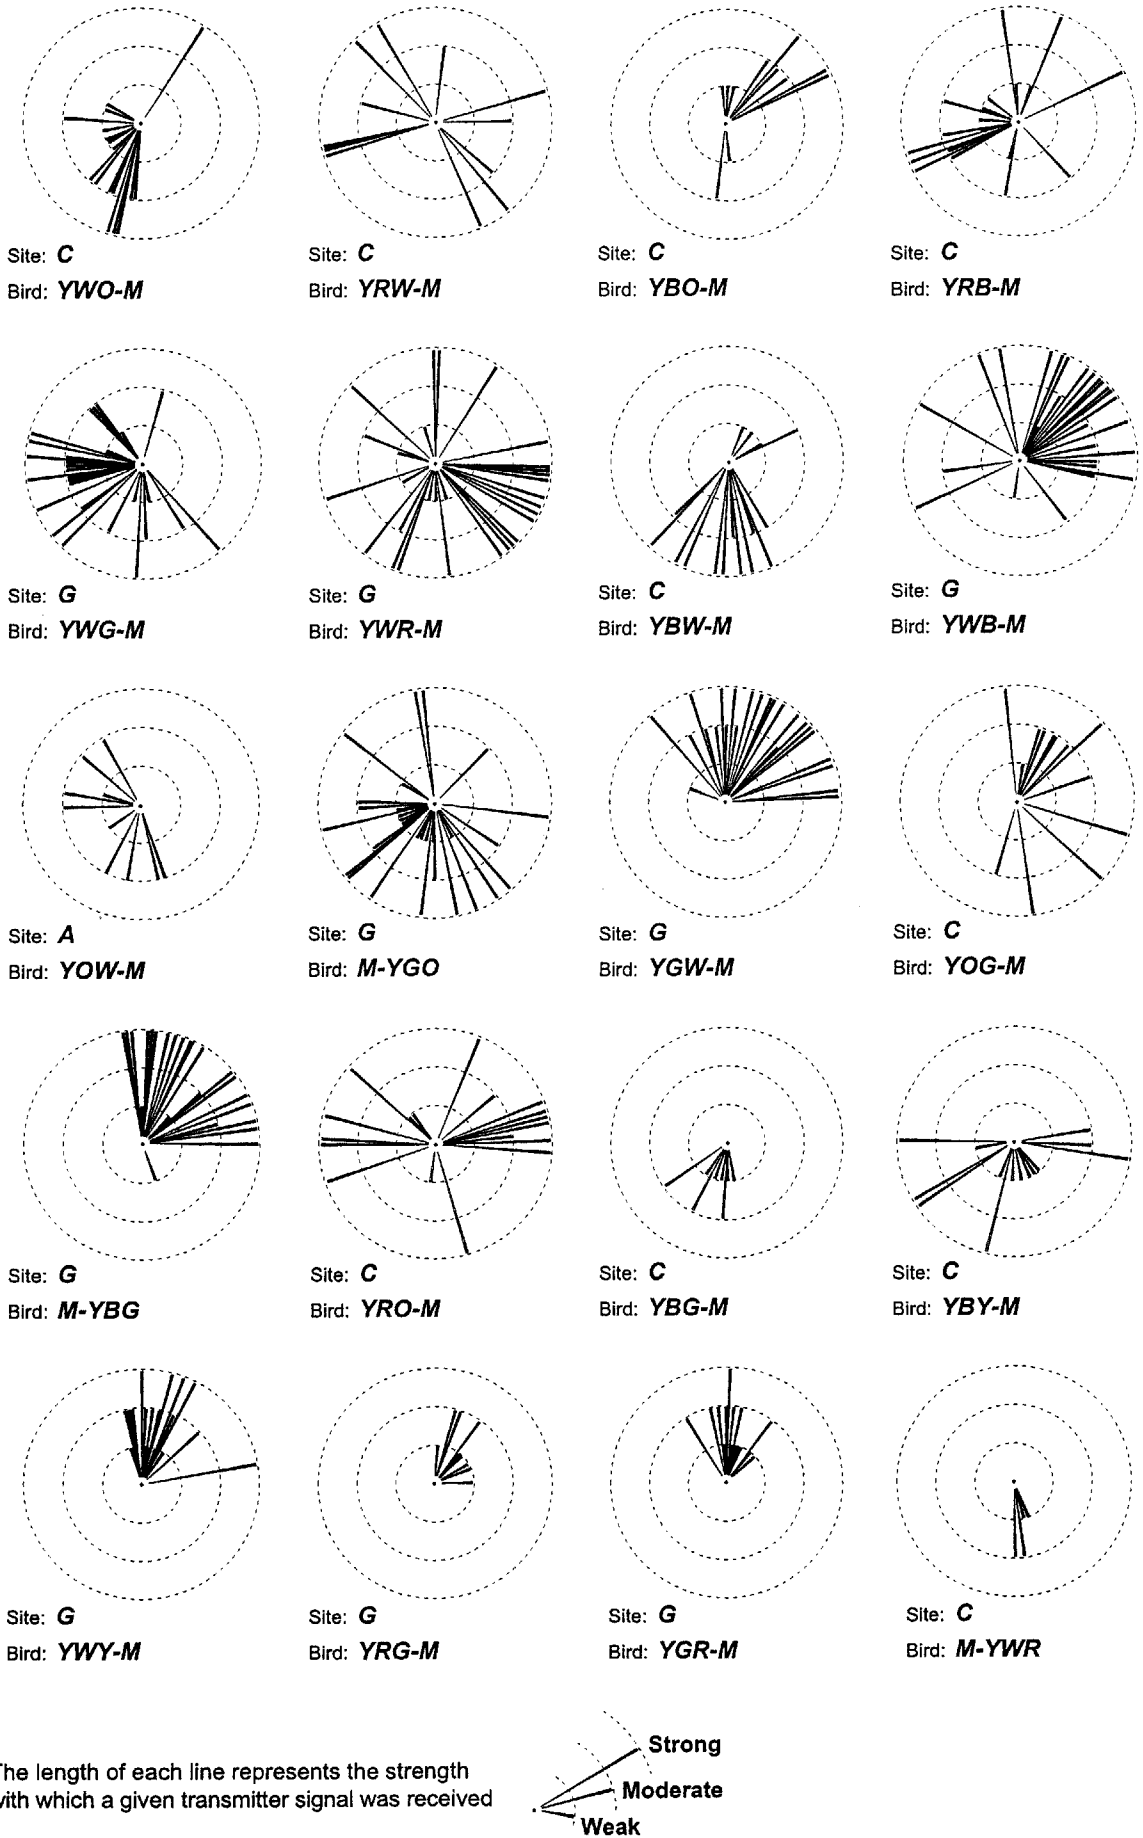 Site: C
Bird: YWO-M
Site: C
Bird: YRW-M
Site: C
Bird: YBO-M
Site: C
Bird: YRB-M
Site: G
Bird: YWG-M
Site: G
Bird: YWR-M
Site: C
Bird: YBW-M
Site: G
Bird: YWB-M
Site: A
Bird: YOW-M
Site: G
Bird: M-YGO
Site: G
Bird: YGW-M
Site: C
Bird: YOG-M
Site: G
Bird: M-YBG
Site: C
Bird: YRO-M
Site: C
Bird: YBG-M
Site: C
Bird: YBY-M
Site: G
Bird: YWY-M
Site: G
Bird: YRG-M
Site: G
Bird: YGR-M
Site: C
Bird: M-YWR
he length of each line represents the strength
ith which a given transmitter signal was received
Strong
Moderate
Weak